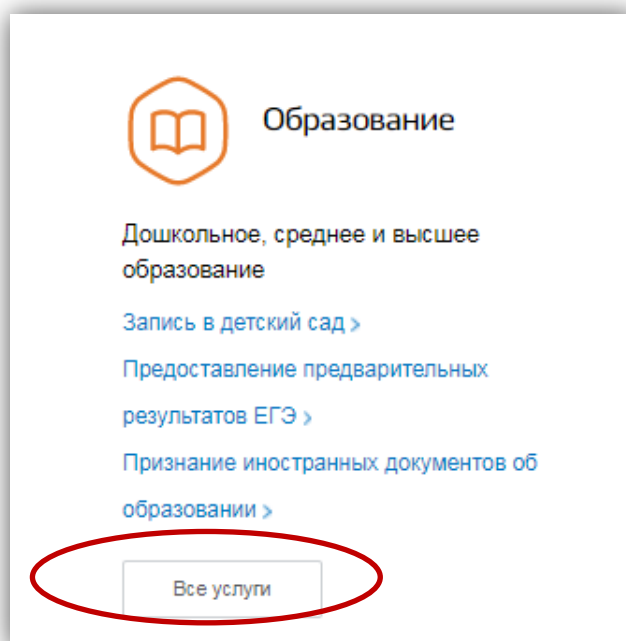 Образование
Дошкольное, среднее и высшее
образование
Запись в детский сад >
Предоставление предварительных
результатов ЕГЭ >
Признание иностранных документов об
образовании >
Все услуги